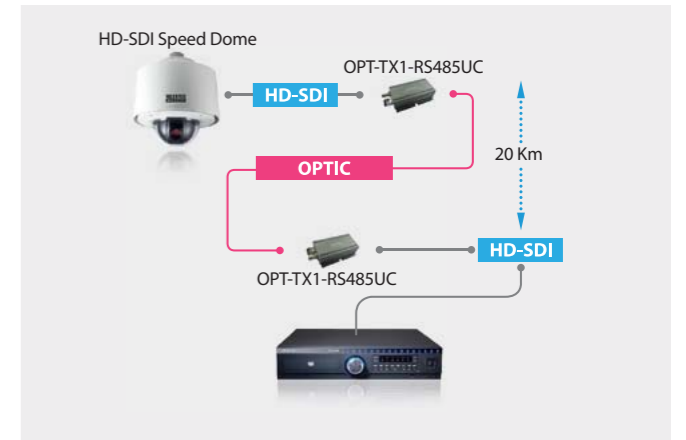 HD-SDI Speed Dome
OPT-TX1-RS485UC
HD-SDI
20 Km
OPTIC
HD-SDI
OPT-TX1-RS485UC